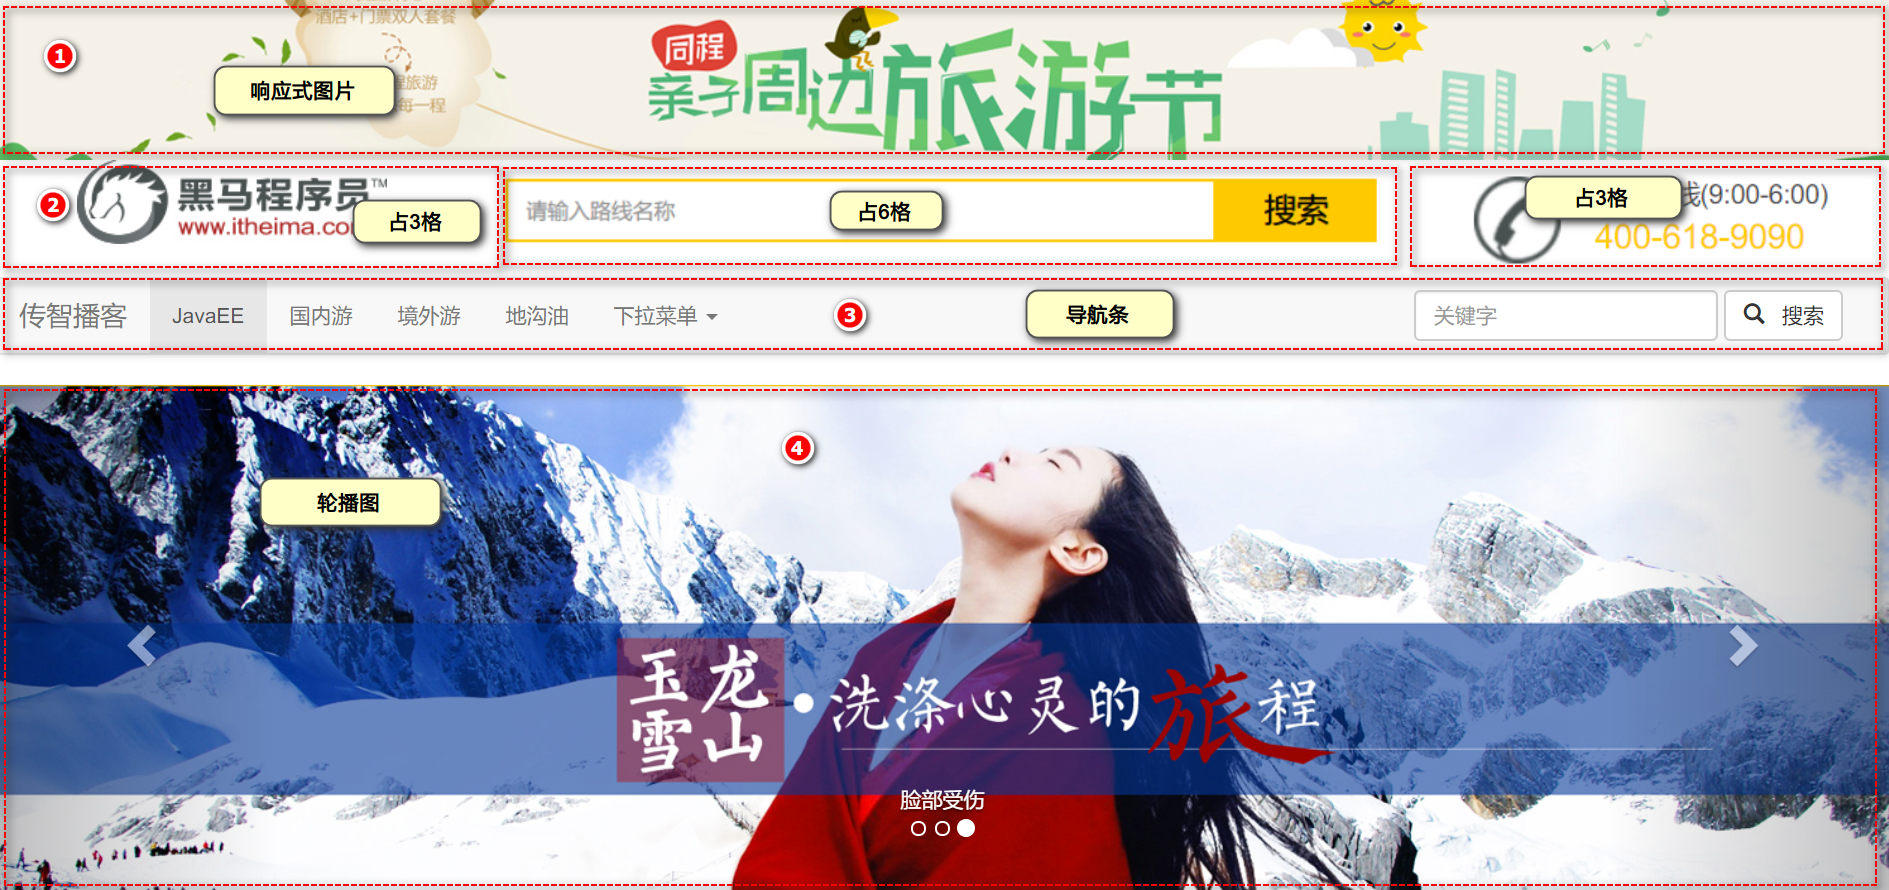 酒店+门票双人套餐
1
响应式图片
程旅游
每一程
同程
亲子周边旅游节
2
黑马程序员™
www.itheima.com
占3格
请输入路线名称
占6格
搜索
占3格
线(9:00-6:00)
400-618-9090
传智播客
JavaEE
国内游
境外游
地沟油
下拉菜单
3
导航条
关键字
搜索
4
轮播图
玉龙
雪山
·洗涤心灵的旅程
脸部受伤